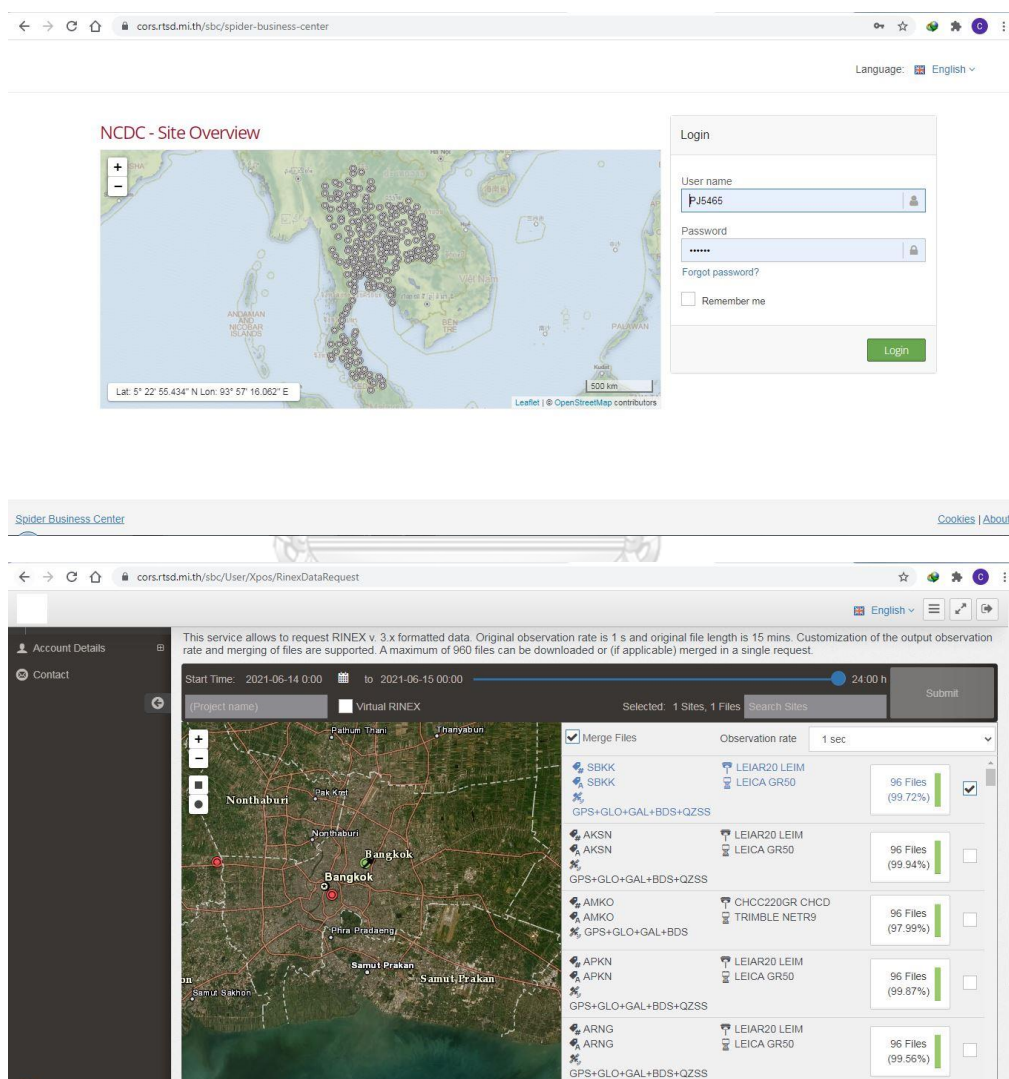 cors.rtsd.mi.th/sbc/spider-business-center
C
Language: English
NCDC - Site Overview
+
−
ANDAMAN AND NICOBAR ISLANDS
BEN TRE
PALAWAN
Kudat
Lat: 5° 22' 55.434" N Lon: 93° 57' 16.062" E
500 km
Leaflet | © OpenStreetMap contributors
Login
User name
PJ5465
Password
••••••
Forgot password?
Remember me
Login
Spider Business Center
Cookies | About
cors.rtsd.mi.th/sbc/User/Xpos/RinexDataRequest
C
English
Account Details
Contact
This service allows to request RINEX v. 3.x formatted data. Original observation rate is 1 s and original file length is 15 mins. Customization of the output observation
rate and merging of files are supported. A maximum of 960 files can be downloaded or (if applicable) merged in a single request.
Start Time: 2021-06-14 0:00 to 2021-06-15 00:00 24:00 h
Submit
(Project name) Virtual RINEX Selected: 1 Sites, 1 Files Search Sites
+
−
Pathum Thani
Thanyaburi
Pak Kret
Nonthaburi
Nonthaburi
Bangkok
Bangkok
Phra Pradaeng
Samut Prakan
Samut Prakan
Samut Sakhon
Merge Files Observation rate 1 sec
SBKK LEIAR20 LEIM
SBKK LEICA GR50
96 Files
(99.72%)
GPS+GLO+GAL+BDS+QZSS
AKSN LEIAR20 LEIM
AKSN LEICA GR50
96 Files
(99.94%)
GPS+GLO+GAL+BDS+QZSS
AMKO CHCC220GR CHCD
AMKO TRIMBLE NETR9
96 Files
(97.99%)
GPS+GLO+GAL+BDS
APKN LEIAR20 LEIM
APKN LEICA GR50
96 Files
(99.87%)
GPS+GLO+GAL+BDS+QZSS
ARNG LEIAR20 LEIM
ARNG LEICA GR50
96 Files
(99.56%)
GPS+GLO+GAL+BDS+QZSS